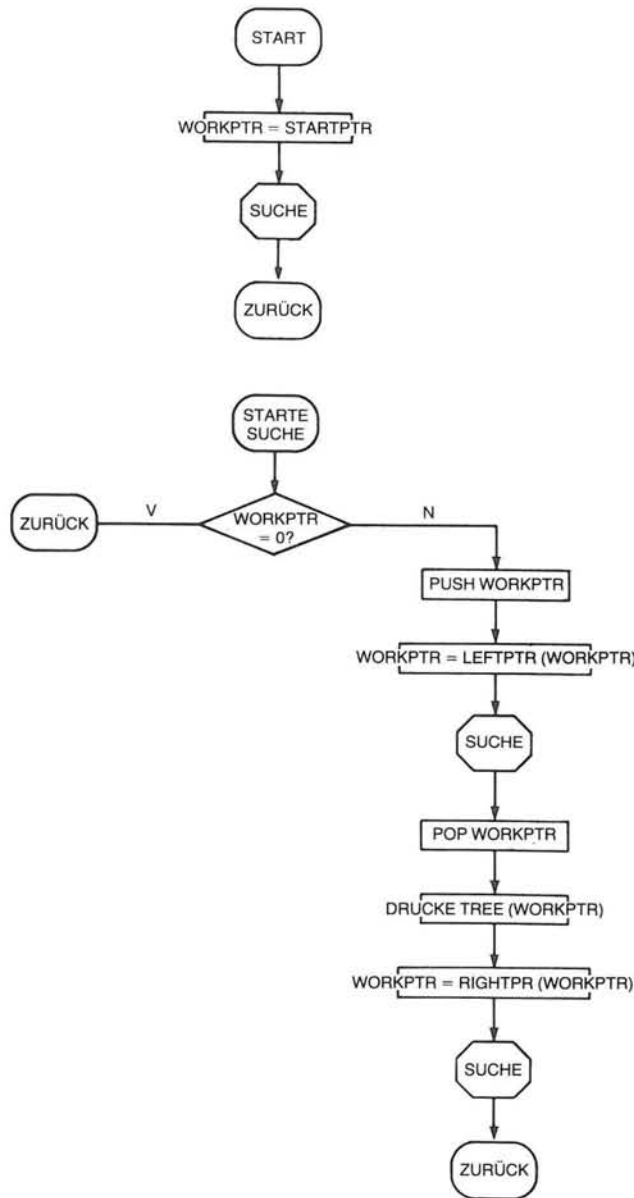 START
WORKPTR = STARTPTR
SUCHE
ZURÜCK
STARTE
SUCHE
ZURÜCK
V
WORKPTR
= 0?
N
PUSH WORKPTR
WORKPTR = LEFTPTR (WORKPTR)
SUCHE
POP WORKPTR
DRUCKE TREE (WORKPTR)
WORKPTR = RIGHTPR (WORKPTR)
SUCHE
ZURÜCK